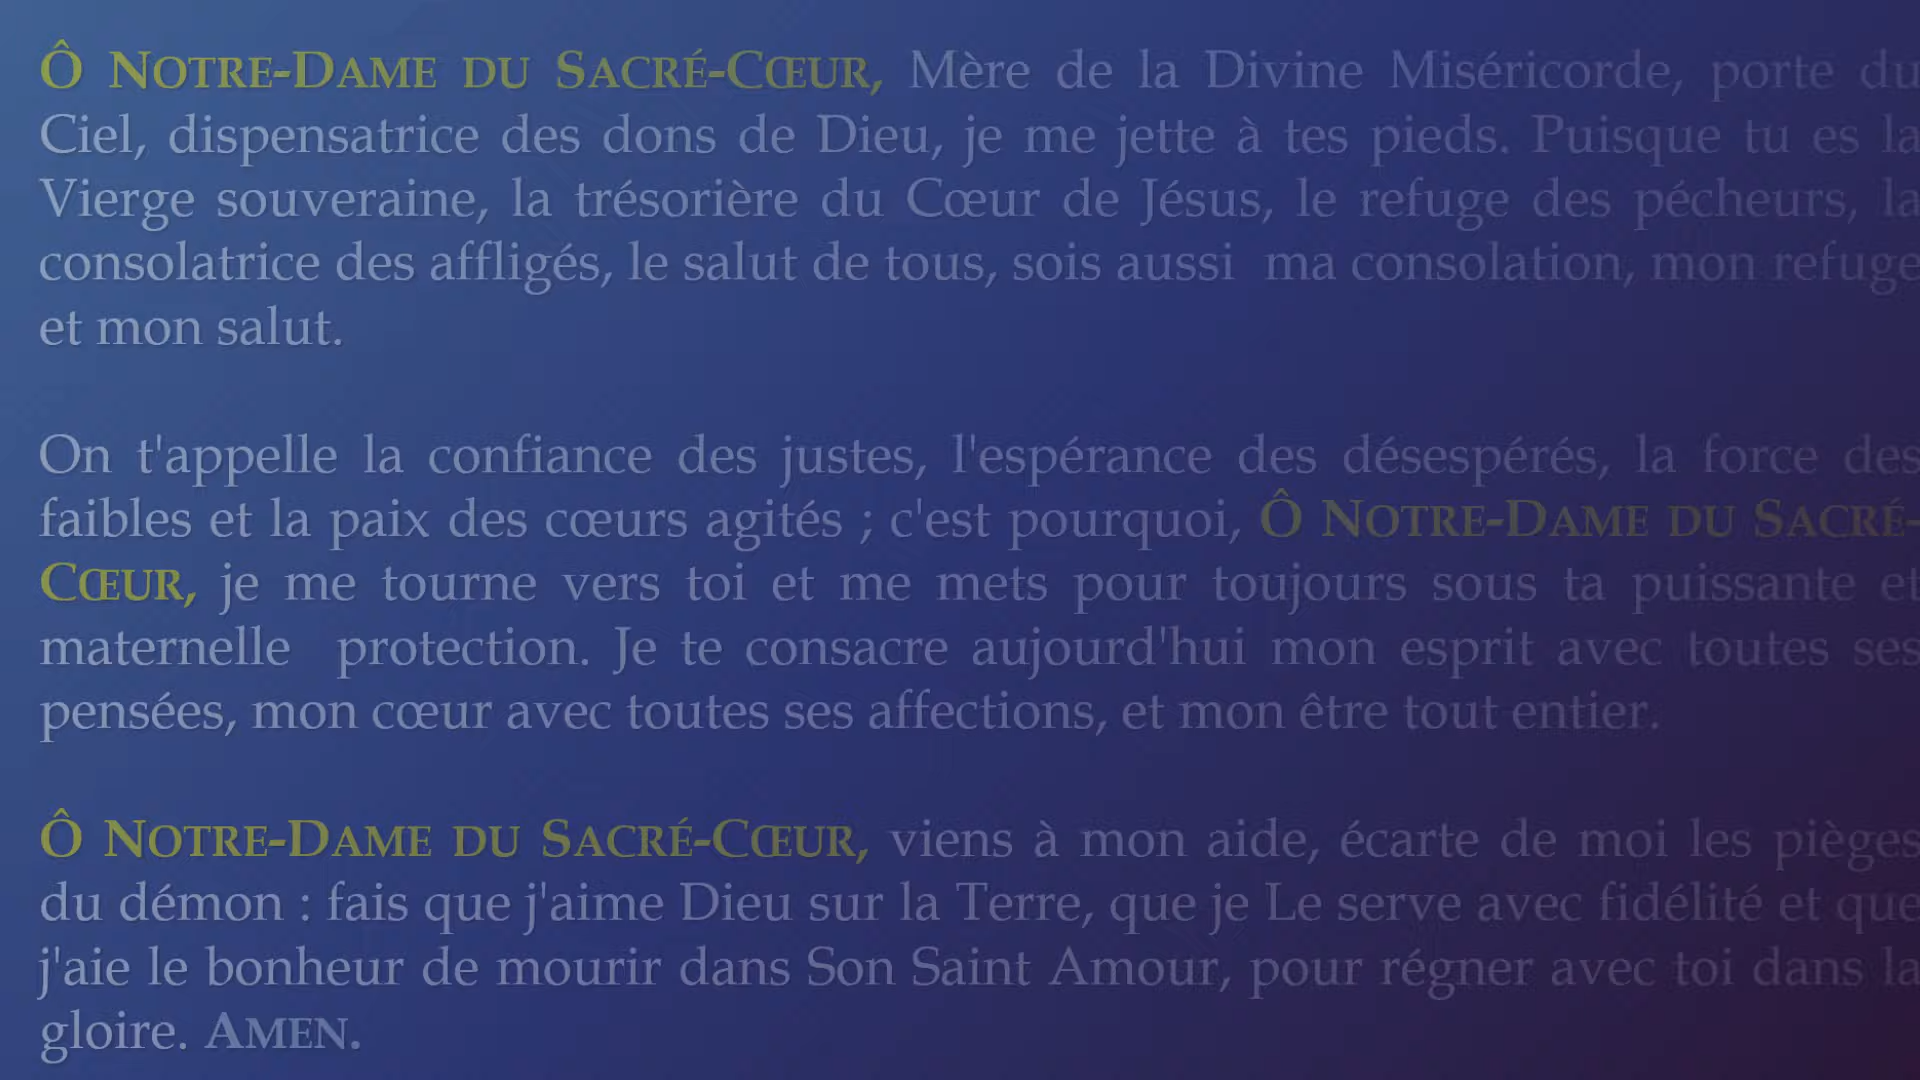 Ô NOTRE-DAME DU SACRÉ-CŒUR, Mère de la Divine Miséricorde, porte du
Ciel, dispensatrice des dons de Dieu, je me jette à tes pieds. Puisque tu es la
Vierge souveraine, la trésorière du Cœur de Jésus, le refuge des pécheurs, la
consolatrice des affligés, le salut de tous, sois aussi ma consolation, mon refuge
et mon salut.
On t'appelle la confiance des justes, l'espérance des désespérés, la force des
faibles et la paix des cœurs agités ; c'est pourquoi, Ô NOTRE-DAME DU SACRÉ-
CŒUR, je me tourne vers toi et me mets pour toujours sous ta puissante et
maternelle protection. Je te consacre aujourd'hui mon esprit avec toutes ses
pensées, mon cœur avec toutes ses affections, et mon être tout entier.
Ô NOTRE-DAME DU SACRÉ-CŒUR, viens à mon aide, écarte de moi les pièges
du démon : fais que j'aime Dieu sur la Terre, que je Le serve avec fidélité et que
j'aie le bonheur de mourir dans Son Saint Amour, pour régner avec toi dans la
gloire. AMEN.